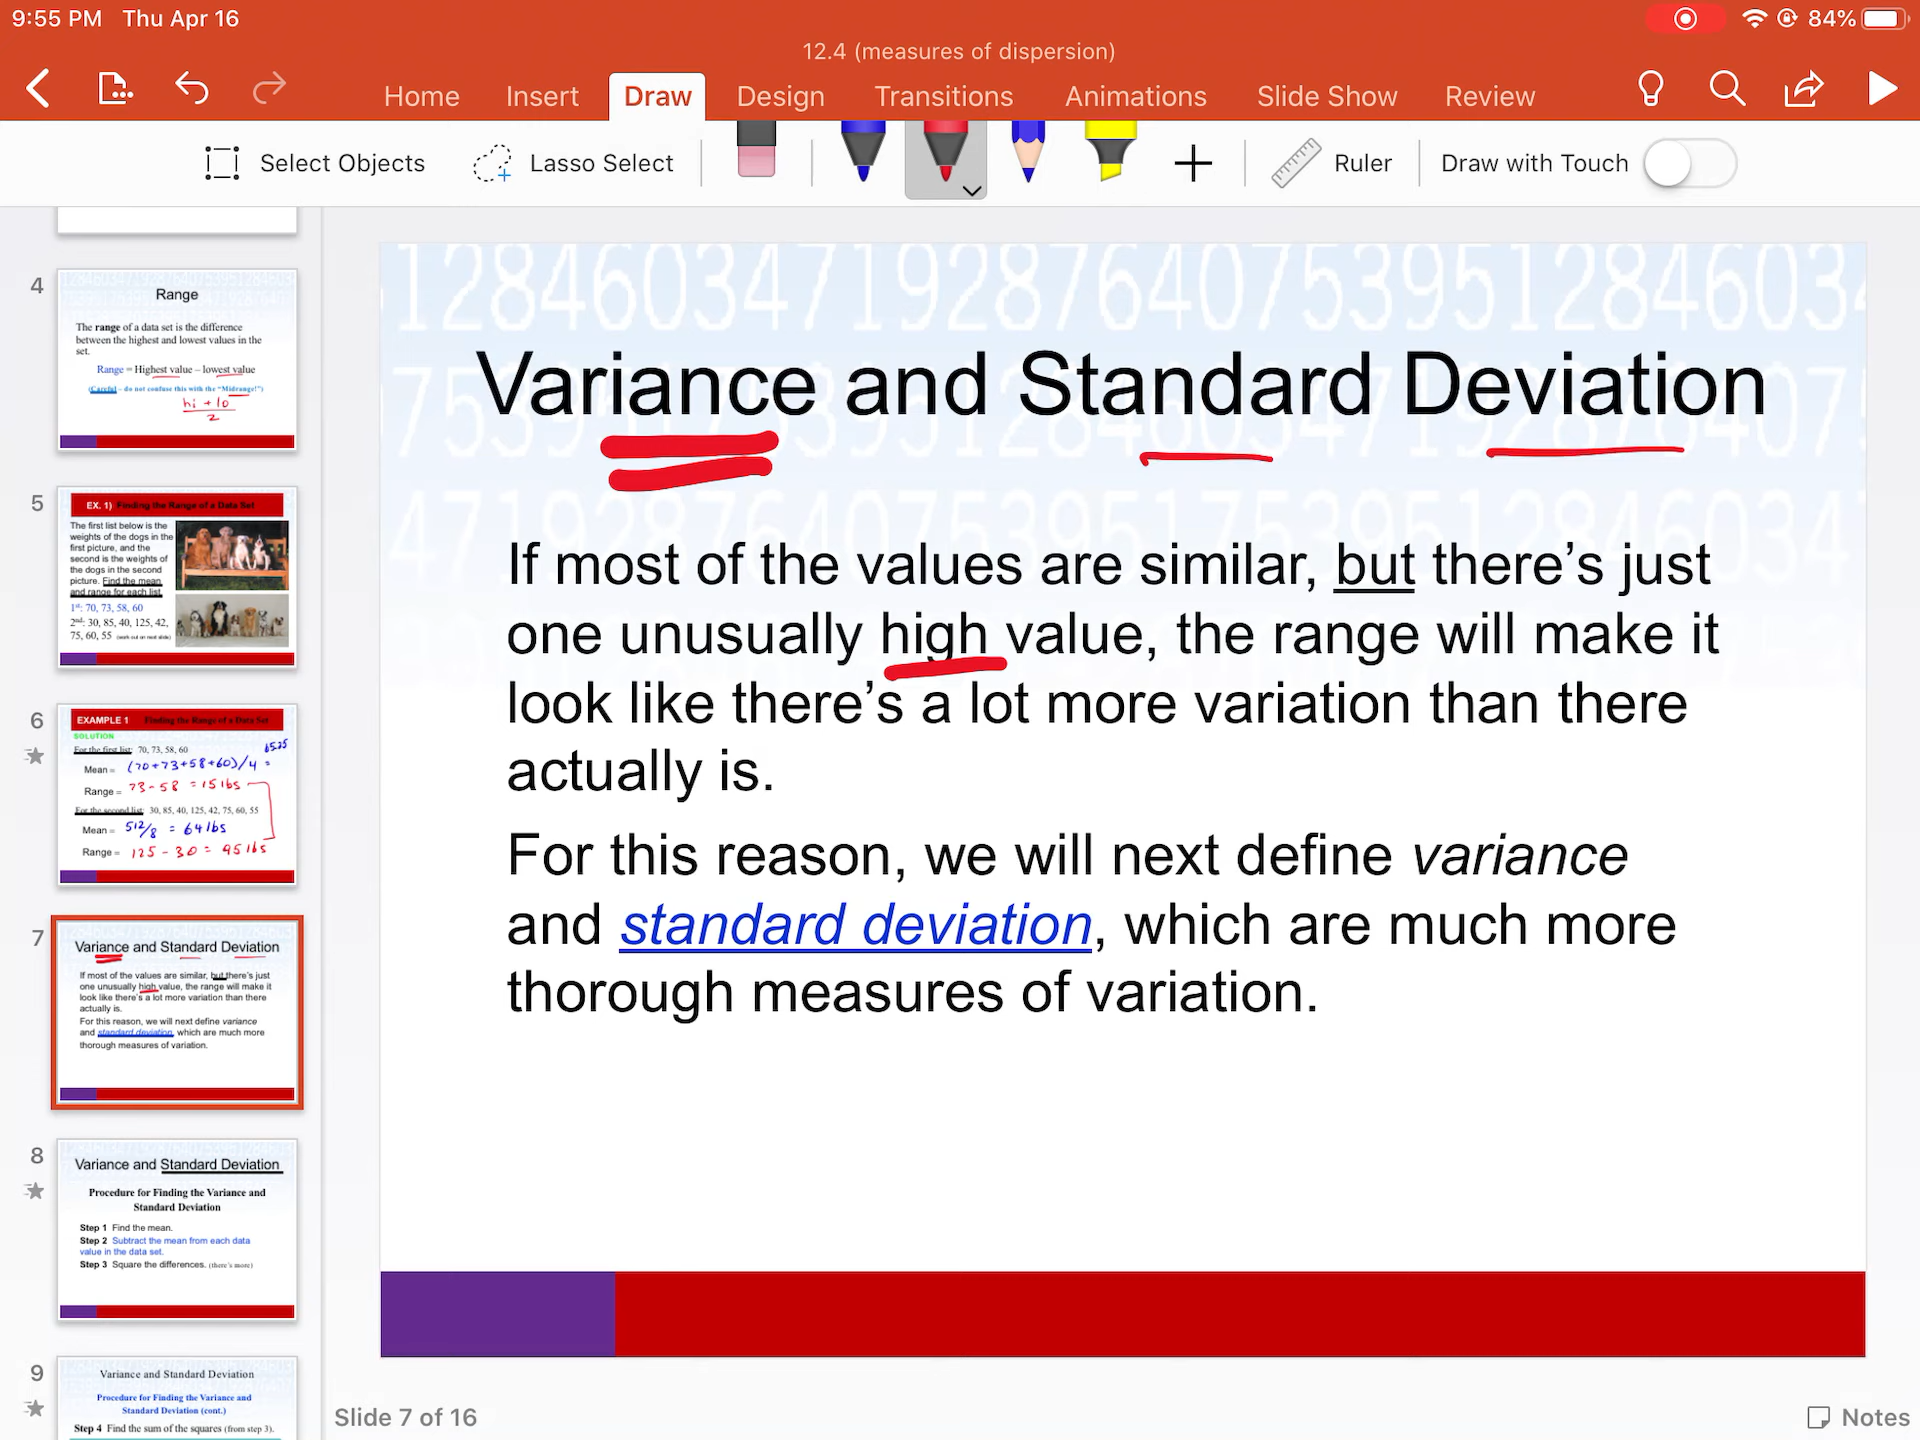 9:55 PM Thu Apr 16
84%
12.4 (measures of dispersion)
Home Insert Draw Design Transitions Animations Slide Show Review
Select Objects Lasso Select Ruler Draw with Touch
4
Range
The range of a data set is the difference
between the highest and lowest values in the
set.
Range = Highest value – lowest value
(Careful – do not confuse this with the "Midrange!")
hi + lo
2
5
EX. 1) Finding the Range of a Data Set
The first list below is the
weights of the dogs in the
first picture, and the
second is the weights of
the dogs in the second
picture. Find the mean
and range for each list.
1st: 70, 73, 58, 60
2nd: 30, 85, 40, 125, 42,
75, 60, 55 (work out on next slide)
6
EXAMPLE 1 Finding the Range of a Data Set
SOLUTION
For the first list: 70, 73, 58, 60
65.25
Mean = (70+73+58+60)/4 =
Range = 73 - 58 = 15 lbs
For the second list: 30, 85, 40, 125, 42, 75, 60, 55
Mean = 512/8 = 64 lbs
Range = 125 - 30 = 95 lbs
7
Variance and Standard Deviation
If most of the values are similar, but there's just
one unusually high value, the range will make it
look like there's a lot more variation than there
actually is.
For this reason, we will next define variance
and standard deviation, which are much more
thorough measures of variation.
8
Variance and Standard Deviation
Procedure for Finding the Variance and
Standard Deviation
Step 1 Find the mean.
Step 2 Subtract the mean from each data
value in the data set.
Step 3 Square the differences. (there's more)
9
Variance and Standard Deviation
Procedure for Finding the Variance and
Standard Deviation (cont.)
Step 4 Find the sum of the squares (from step 3).
Variance and Standard Deviation
If most of the values are similar, but there's just
one unusually high value, the range will make it
look like there's a lot more variation than there
actually is.
For this reason, we will next define variance
and standard deviation, which are much more
thorough measures of variation.
Slide 7 of 16
Notes